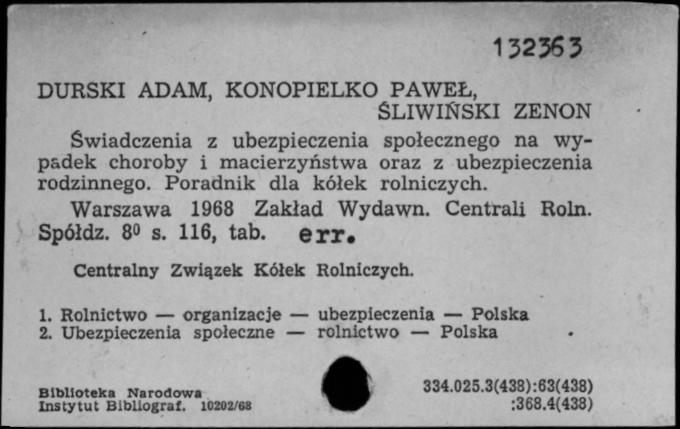 132363
DURSKI ADAM, KONOPIELKO PAWEŁ,
ŚLIWIŃSKI ZENON
Świadczenia z ubezpieczenia społecznego na wy-
padek choroby i macierzyństwa oraz z ubezpieczenia
rodzinnego. Poradnik dla kółek rolniczych.
Warszawa 1968 Zakład Wydawn. Centrali Roln.
Spółdz. 8⁰ s. 116, tab. err.
Centralny Związek Kółek Rolniczych.
1. Rolnictwo — organizacje — ubezpieczenia — Polska
2. Ubezpieczenia społeczne — rolnictwo — Polska
Biblioteka Narodowa
Instytut Bibliograf. 10202/68
334.025.3(438):63(438)
:368.4(438)